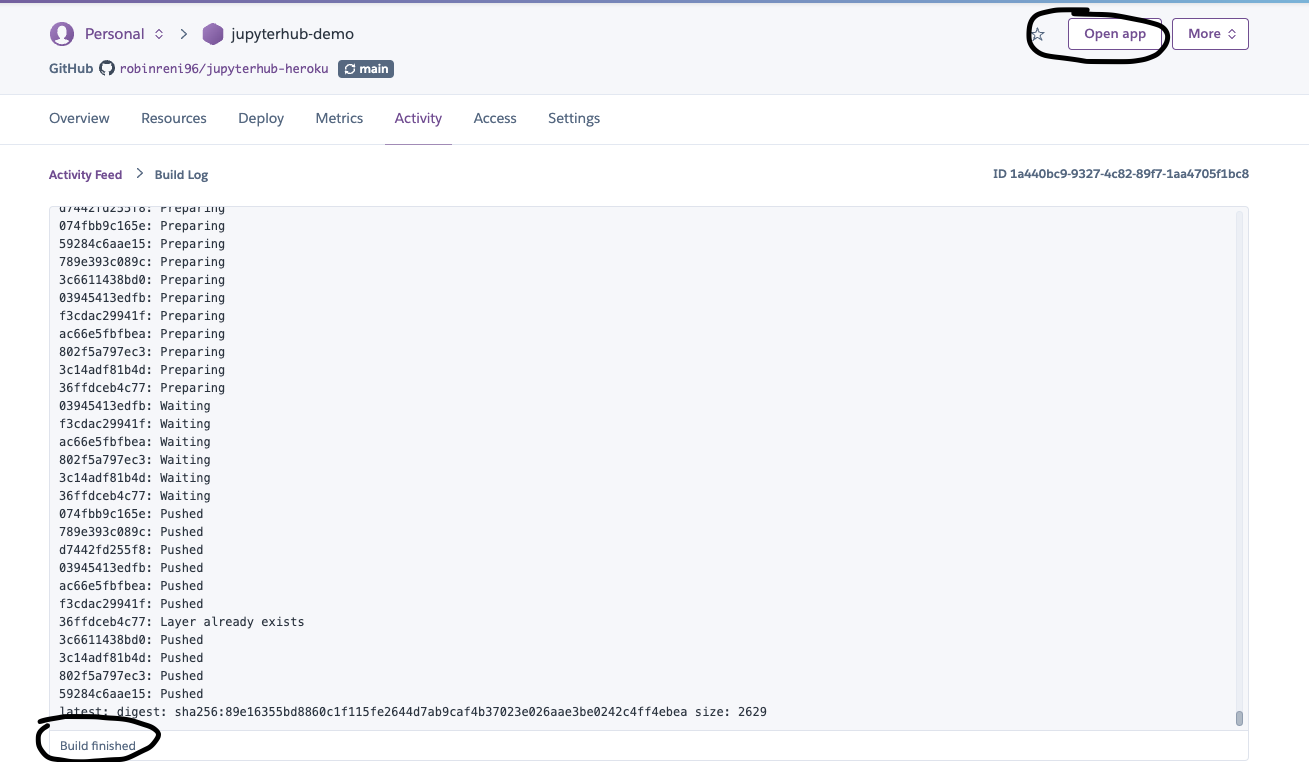 Personal jupyterhub-demo Open app More
GitHub robinreni96/jupyterhub-heroku main
Overview Resources Deploy Metrics Activity Access Settings
Activity Feed Build Log ID 1a440bc9-9327-4c82-89f7-1aa4705f1bc8
d7442fd255f8: Preparing
074fbb9c165e: Preparing
59284c6aae15: Preparing
789e393c089c: Preparing
3c6611438bd0: Preparing
03945413edfb: Preparing
f3cdac29941f: Preparing
ac66e5fbfbea: Preparing
802f5a797ec3: Preparing
3c14adf81b4d: Preparing
36ffdceb4c77: Preparing
03945413edfb: Waiting
f3cdac29941f: Waiting
ac66e5fbfbea: Waiting
802f5a797ec3: Waiting
3c14adf81b4d: Waiting
36ffdceb4c77: Waiting
074fbb9c165e: Pushed
789e393c089c: Pushed
d7442fd255f8: Pushed
03945413edfb: Pushed
ac66e5fbfbea: Pushed
f3cdac29941f: Pushed
36ffdceb4c77: Layer already exists
3c6611438bd0: Pushed
3c14adf81b4d: Pushed
802f5a797ec3: Pushed
59284c6aae15: Pushed
latest: digest: sha256:89e16355bd8860c1f115fe2644d7ab9caf4b37023e026aae3be0242c4ff4ebea size: 2629
Build finished